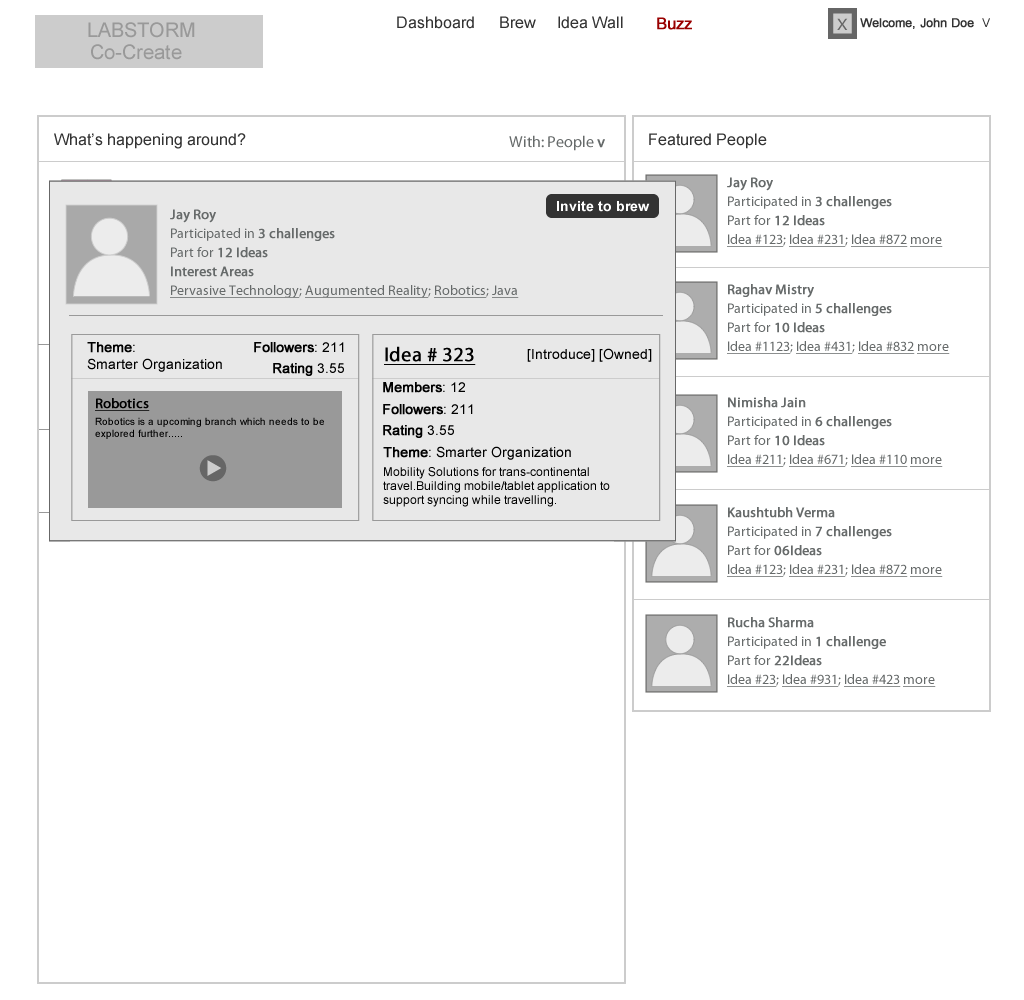 LABSTORM
Co-Create
Dashboard Brew Idea Wall Buzz
X Welcome, John Doe V
What's happening around?
With: People v
Jay Roy
Participated in 3 challenges
Part for 12 Ideas
Interest Areas
Pervasive Technology; Augumented Reality; Robotics; Java
Invite to brew
Theme:
Smarter Organization
Followers: 211
Rating 3.55
Robotics
Robotics is a upcoming branch which needs to be
explored further.....
Idea # 323
[Introduce] [Owned]
Members: 12
Followers: 211
Rating 3.55
Theme: Smarter Organization
Mobility Solutions for trans-continental
travel.Building mobile/tablet application to
support syncing while travelling.
Featured People
Jay Roy
Participated in 3 challenges
Part for 12 Ideas
Idea #123; Idea #231; Idea #872 more
Raghav Mistry
Participated in 5 challenges
Part for 10 Ideas
Idea #1123; Idea #431; Idea #832 more
Nimisha Jain
Participated in 6 challenges
Part for 10 Ideas
Idea #211; Idea #671; Idea #110 more
Kaushtubh Verma
Participated in 7 challenges
Part for 06Ideas
Idea #123; Idea #231; Idea #872 more
Rucha Sharma
Participated in 1 challenge
Part for 22Ideas
Idea #23; Idea #931; Idea #423 more